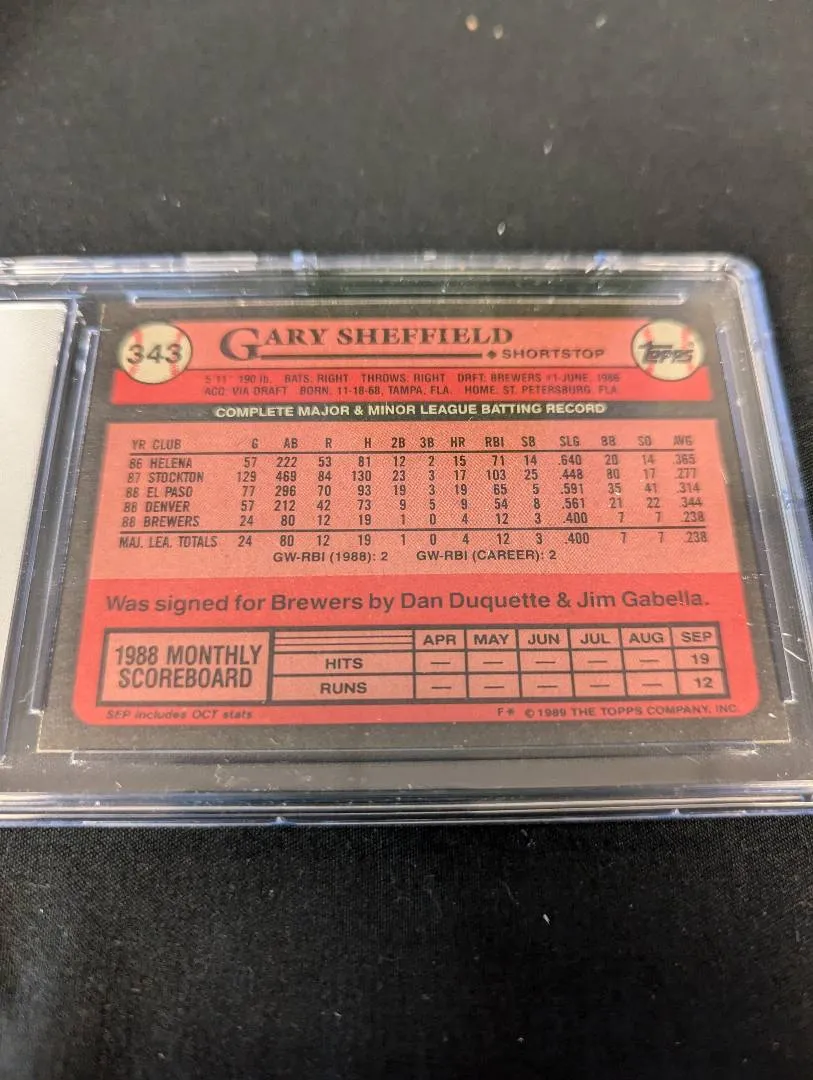 343
GARY SHEFFIELD
◆ SHORTSTOP
TOPPS
5'11" 190 lb. BATS: RIGHT THROWS: RIGHT DRFT: BREWERS #1-JUNE, 1986
ACQ: VIA DRAFT BORN: 11-18-68, TAMPA, FLA. HOME: ST. PETERSBURG, FLA.
COMPLETE MAJOR & MINOR LEAGUE BATTING RECORD
YR CLUB G AB R H 2B 3B HR RBI SB SLG BB SO AVG
86 HELENA 57 222 53 81 12 2 15 71 14 .640 20 14 .365
87 STOCKTON 129 469 84 130 23 3 17 103 25 .448 80 17 .277
88 EL PASO 77 296 70 93 19 3 19 65 5 .591 35 41 .314
88 DENVER 57 212 42 73 9 5 9 54 8 .561 21 22 .344
88 BREWERS 24 80 12 19 1 0 4 12 3 .400 7 7 .238
MAJ. LEA. TOTALS 24 80 12 19 1 0 4 12 3 .400 7 7 .238
GW-RBI (1988): 2 GW-RBI (CAREER): 2
Was signed for Brewers by Dan Duquette & Jim Gabella.
1988 MONTHLY
SCOREBOARD
APR MAY JUN JUL AUG SEP
HITS — — — — — 19
RUNS — — — — — 12
SEP includes OCT stats
F* © 1989 THE TOPPS COMPANY, INC.